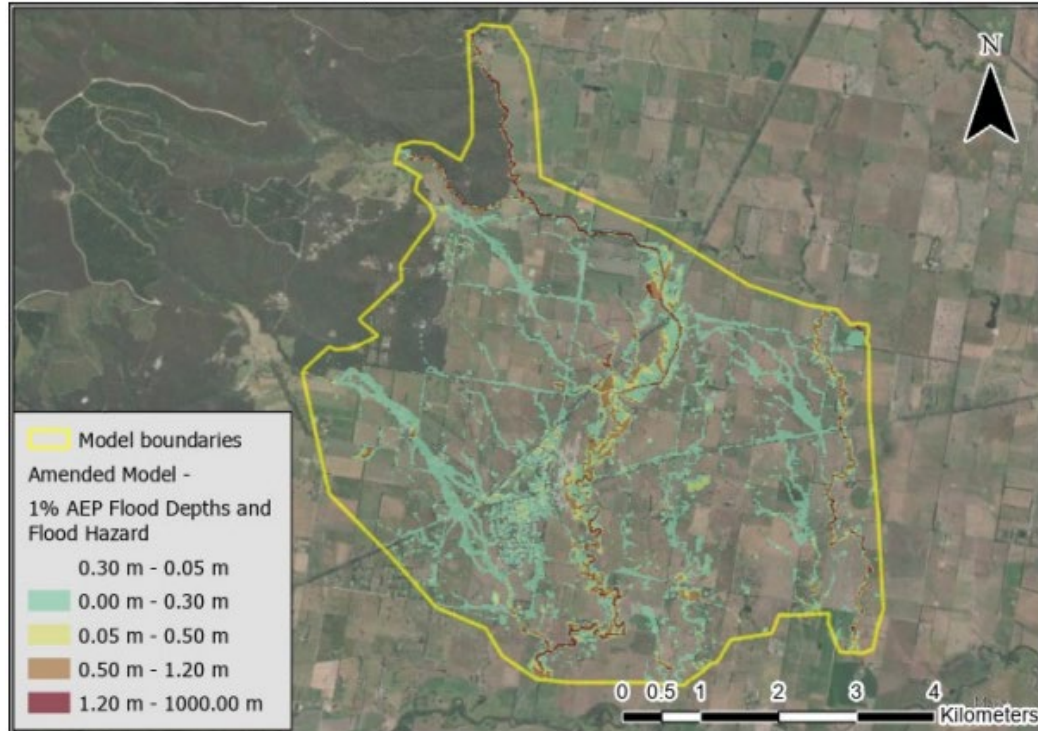 N
Model boundaries
Amended Model -
1% AEP Flood Depths and
Flood Hazard
0.30 m - 0.05 m
0.00 m - 0.30 m
0.05 m - 0.50 m
0.50 m - 1.20 m
1.20 m - 1000.00 m
0 0.5 1 2 3 4
Kilometers